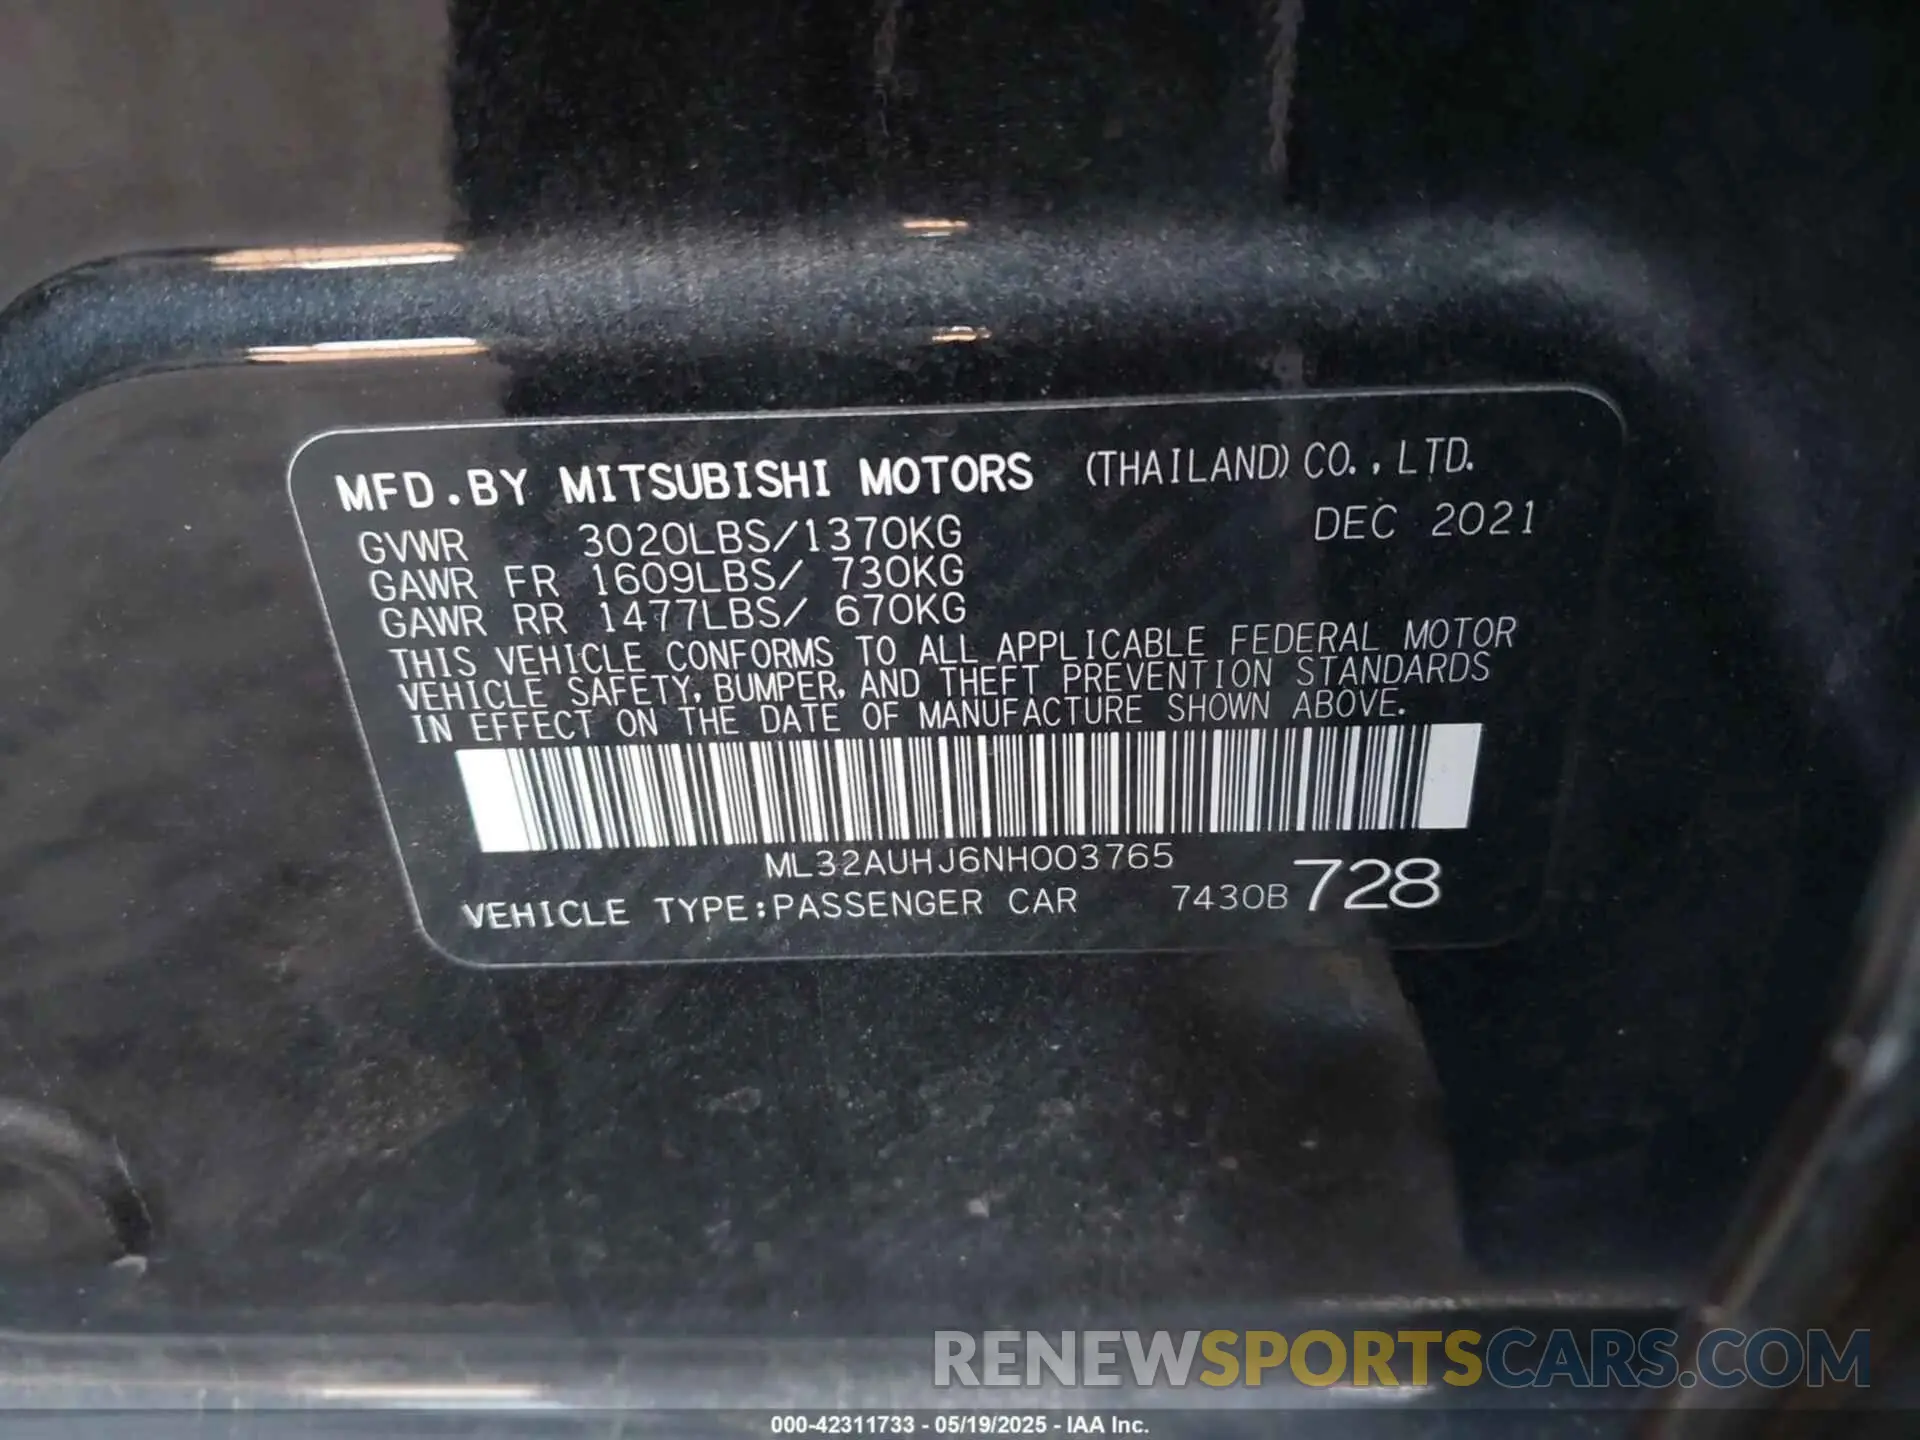 MFD.BY MITSUBISHI MOTORS (THAILAND) CO.,LTD.
GVWR 3020LBS/1370KG DEC 2021
GAWR FR 1609LBS/ 730KG
GAWR RR 1477LBS/ 670KG
THIS VEHICLE CONFORMS TO ALL APPLICABLE FEDERAL MOTOR
VEHICLE SAFETY, BUMPER, AND THEFT PREVENTION STANDARDS
IN EFFECT ON THE DATE OF MANUFACTURE SHOWN ABOVE.
ML32AUHJ6NH003765
VEHICLE TYPE:PASSENGER CAR 7430B 728
RENEWSPORTSCARS.COM
000-42311733 - 05/19/2025 - IAA Inc.